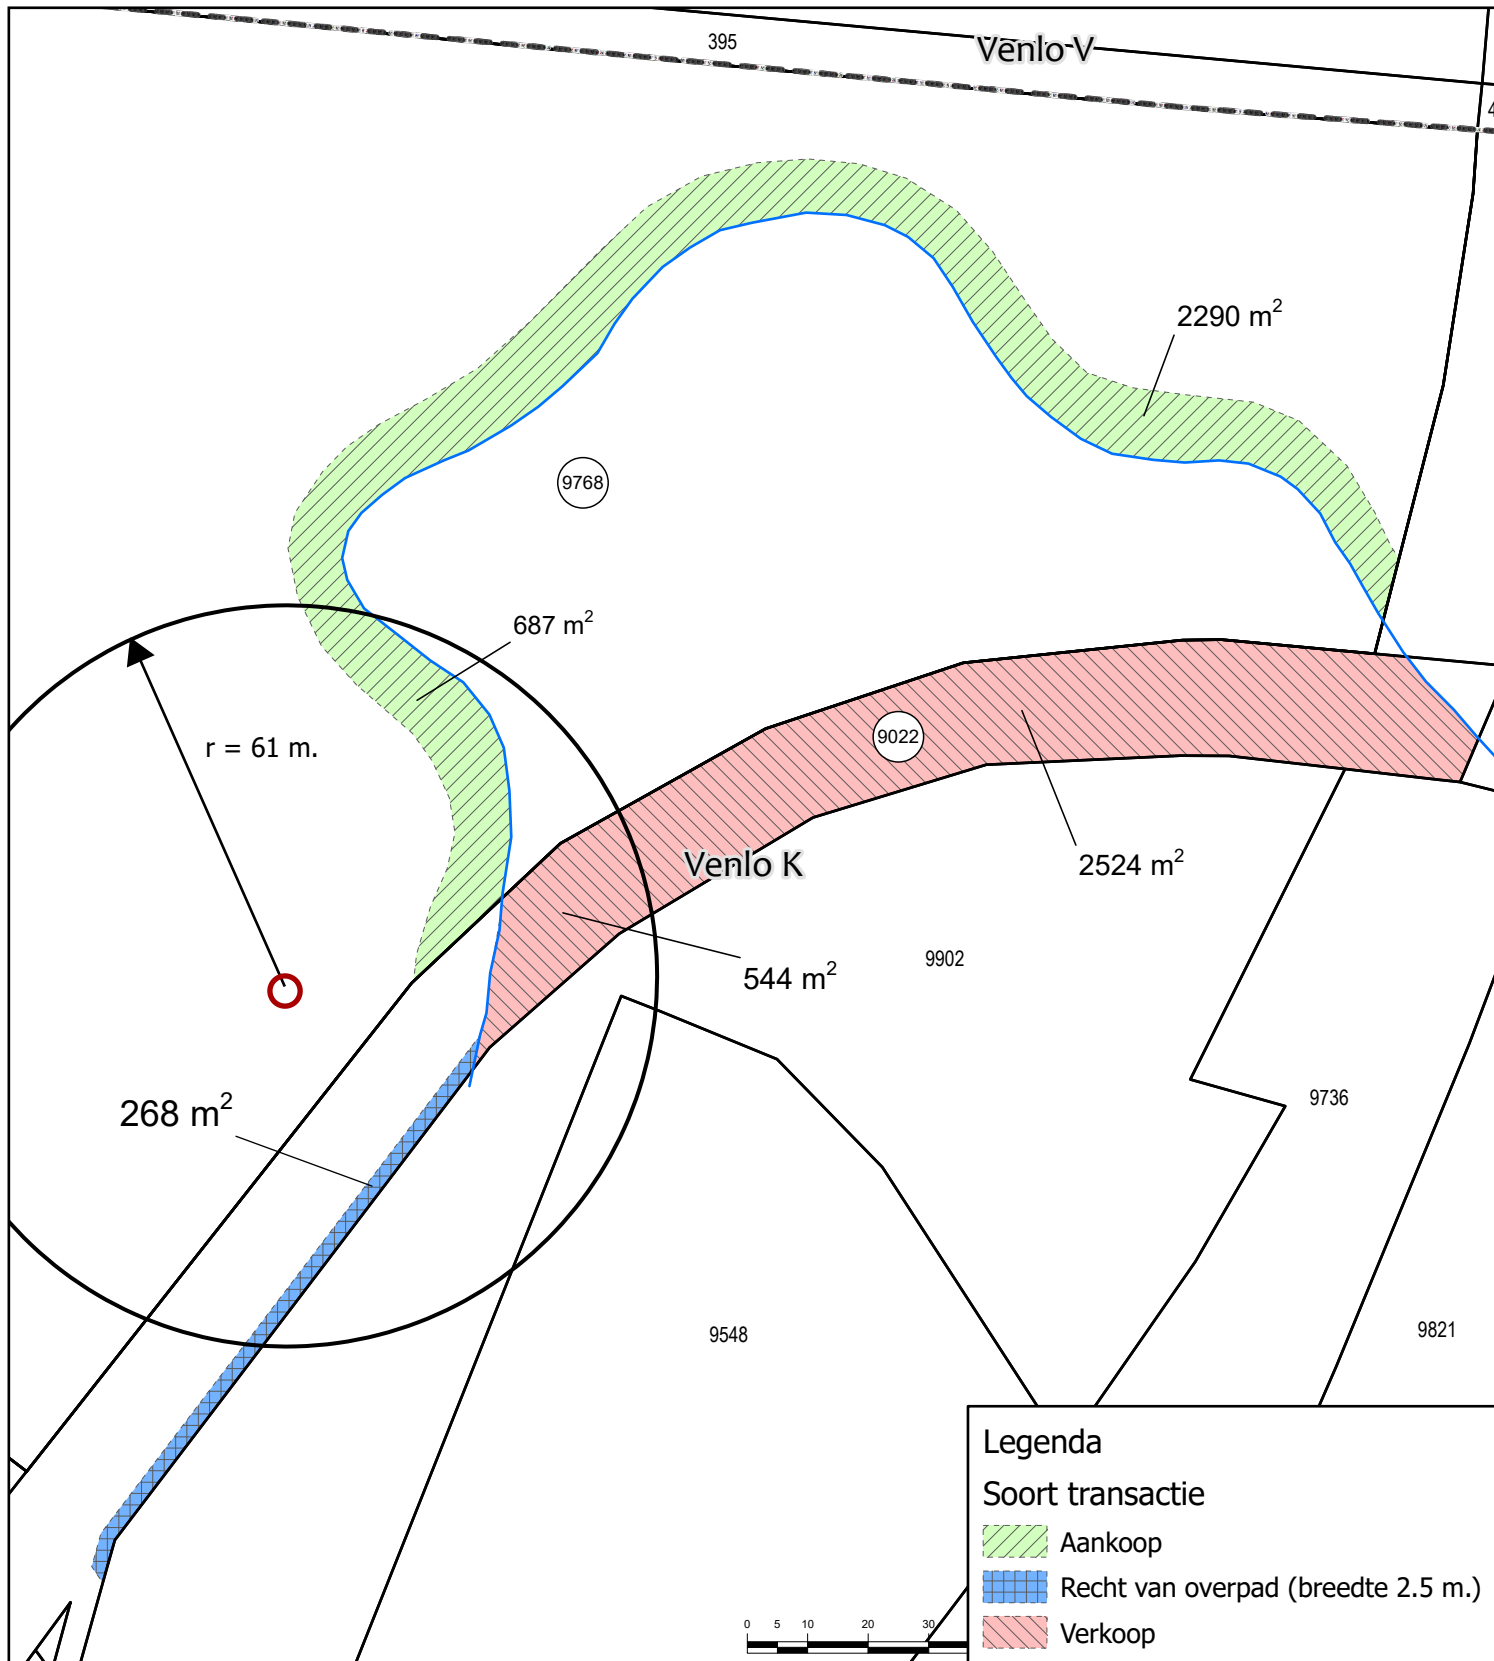 395
Venlo V
4
2290 m²
9768
687 m²
9022
r = 61 m.
Venlo K
2524 m²
544 m²
9902
268 m²
9736
9548
9821
Legenda
Soort transactie
Aankoop
Recht van overpad (breedte 2.5 m.)
Verkoop
0 5 10 20 30